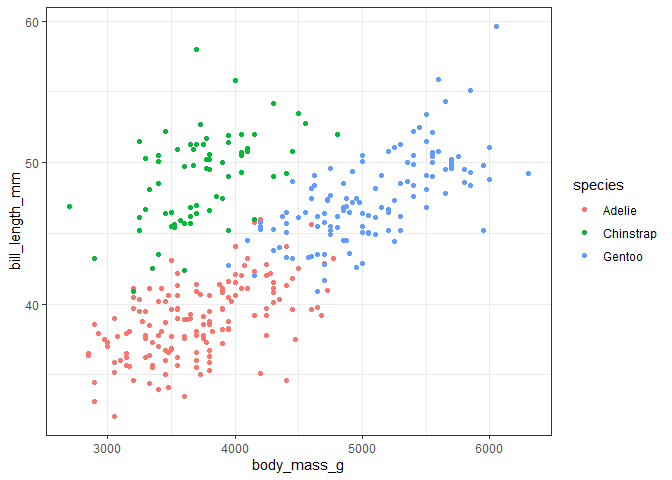 60
50
40
bill_length_mm
3000
4000
5000
6000
body_mass_g
species
Adelie
Chinstrap
Gentoo